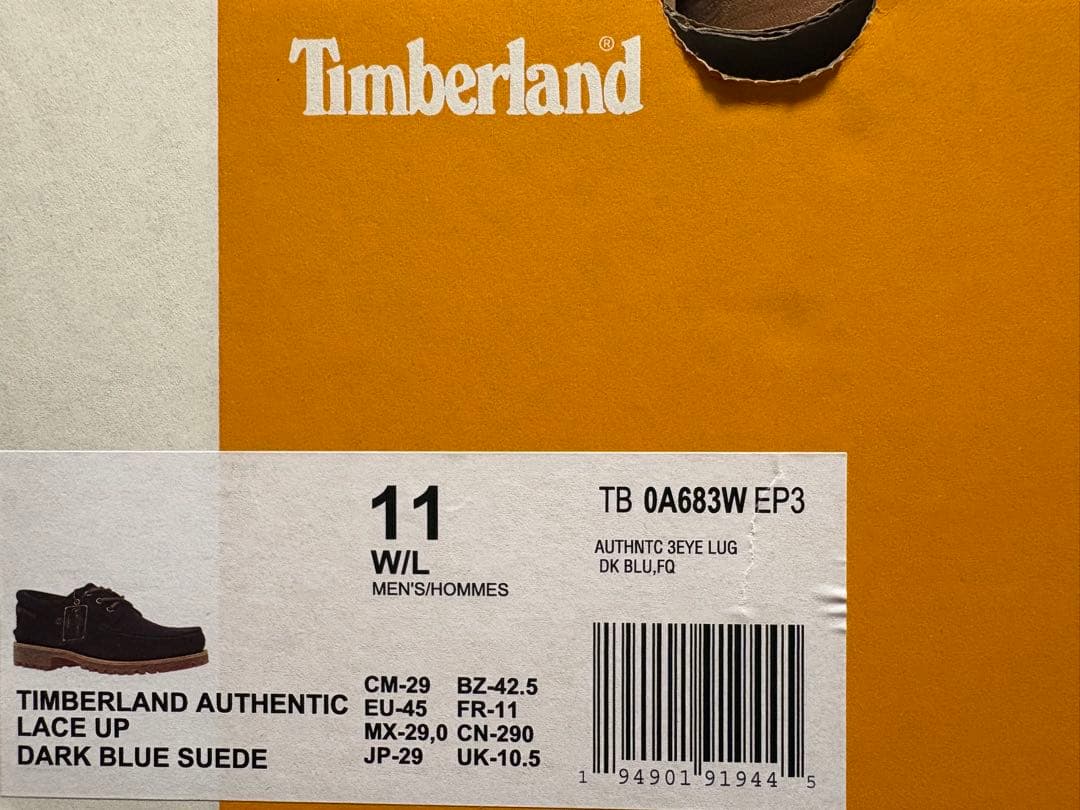 Timberland®
11
W/L
MEN'S/HOMMES
TB 0A683W EP3
AUTHNTC 3EYE LUG
DK BLU,FQ
TIMBERLAND AUTHENTIC
LACE UP
DARK BLUE SUEDE
CM-29 BZ-42.5
EU-45 FR-11
MX-29,0 CN-290
JP-29 UK-10.5
1 94901 91944 5